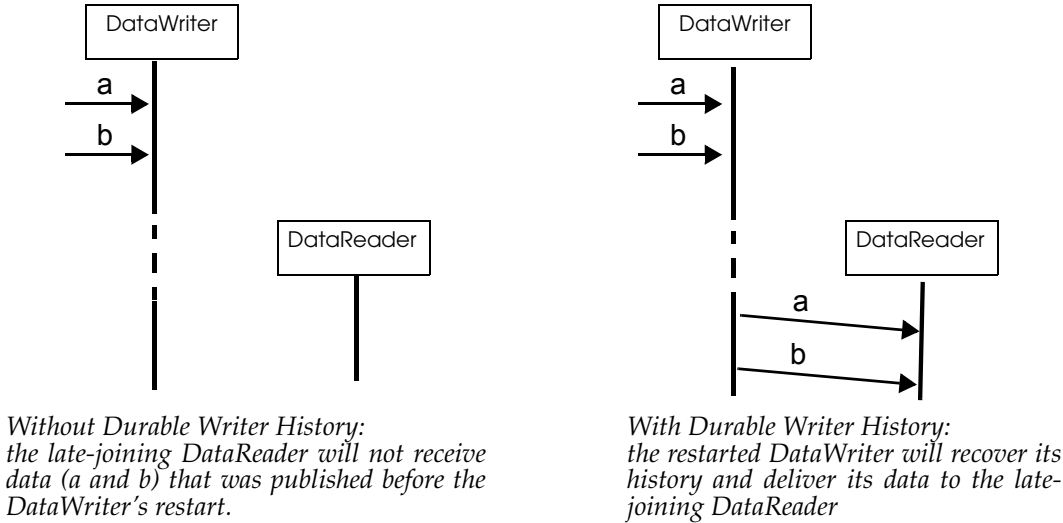 DataWriter
a
b
DataReader
Without Durable Writer History:
the late-joining DataReader will not receive
data (a and b) that was published before the
DataWriter's restart.
DataWriter
a
b
DataReader
a
b
With Durable Writer History:
the restarted DataWriter will recover its
history and deliver its data to the late-
joining DataReader